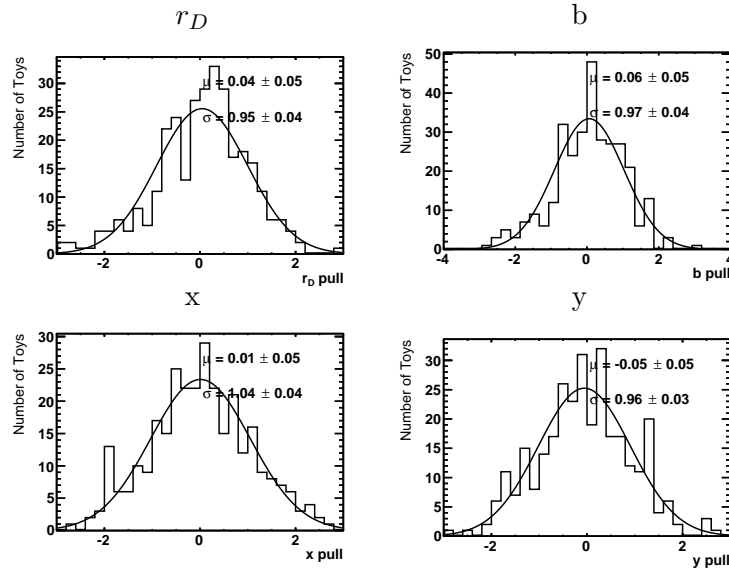 r_D
Number of Toys
μ = 0.04 ± 0.05
σ = 0.95 ± 0.04
30
25
20
15
10
5
0
-2 0 2
r_D pull
b
Number of Toys
μ = 0.06 ± 0.05
σ = 0.97 ± 0.04
50
40
30
20
10
0
-4 -2 0 2 4
b pull
x
Number of Toys
μ = 0.01 ± 0.05
σ = 1.04 ± 0.04
30
25
20
15
10
5
0
-2 0 2
x pull
y
Number of Toys
μ = -0.05 ± 0.05
σ = 0.96 ± 0.03
30
25
20
15
10
5
0
-2 0 2
y pull